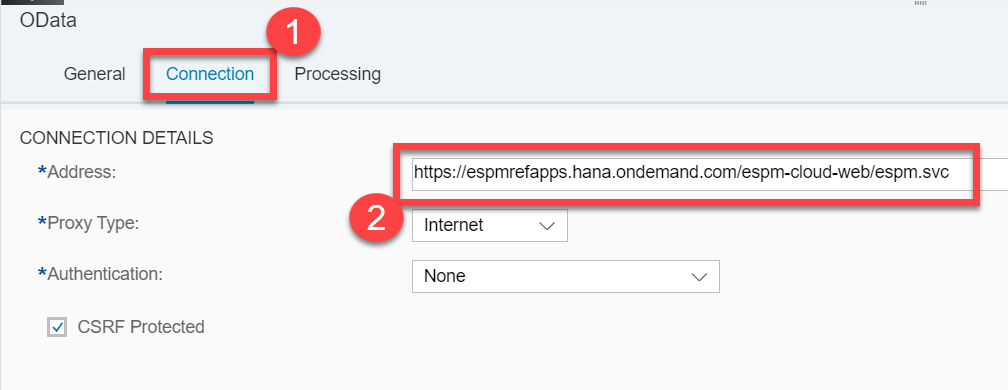 OData
1
General Connection Processing
CONNECTION DETAILS
*Address: https://espmrefapps.hana.ondemand.com/espm-cloud-web/espm.svc
*Proxy Type: 2 Internet
*Authentication: None
CSRF Protected